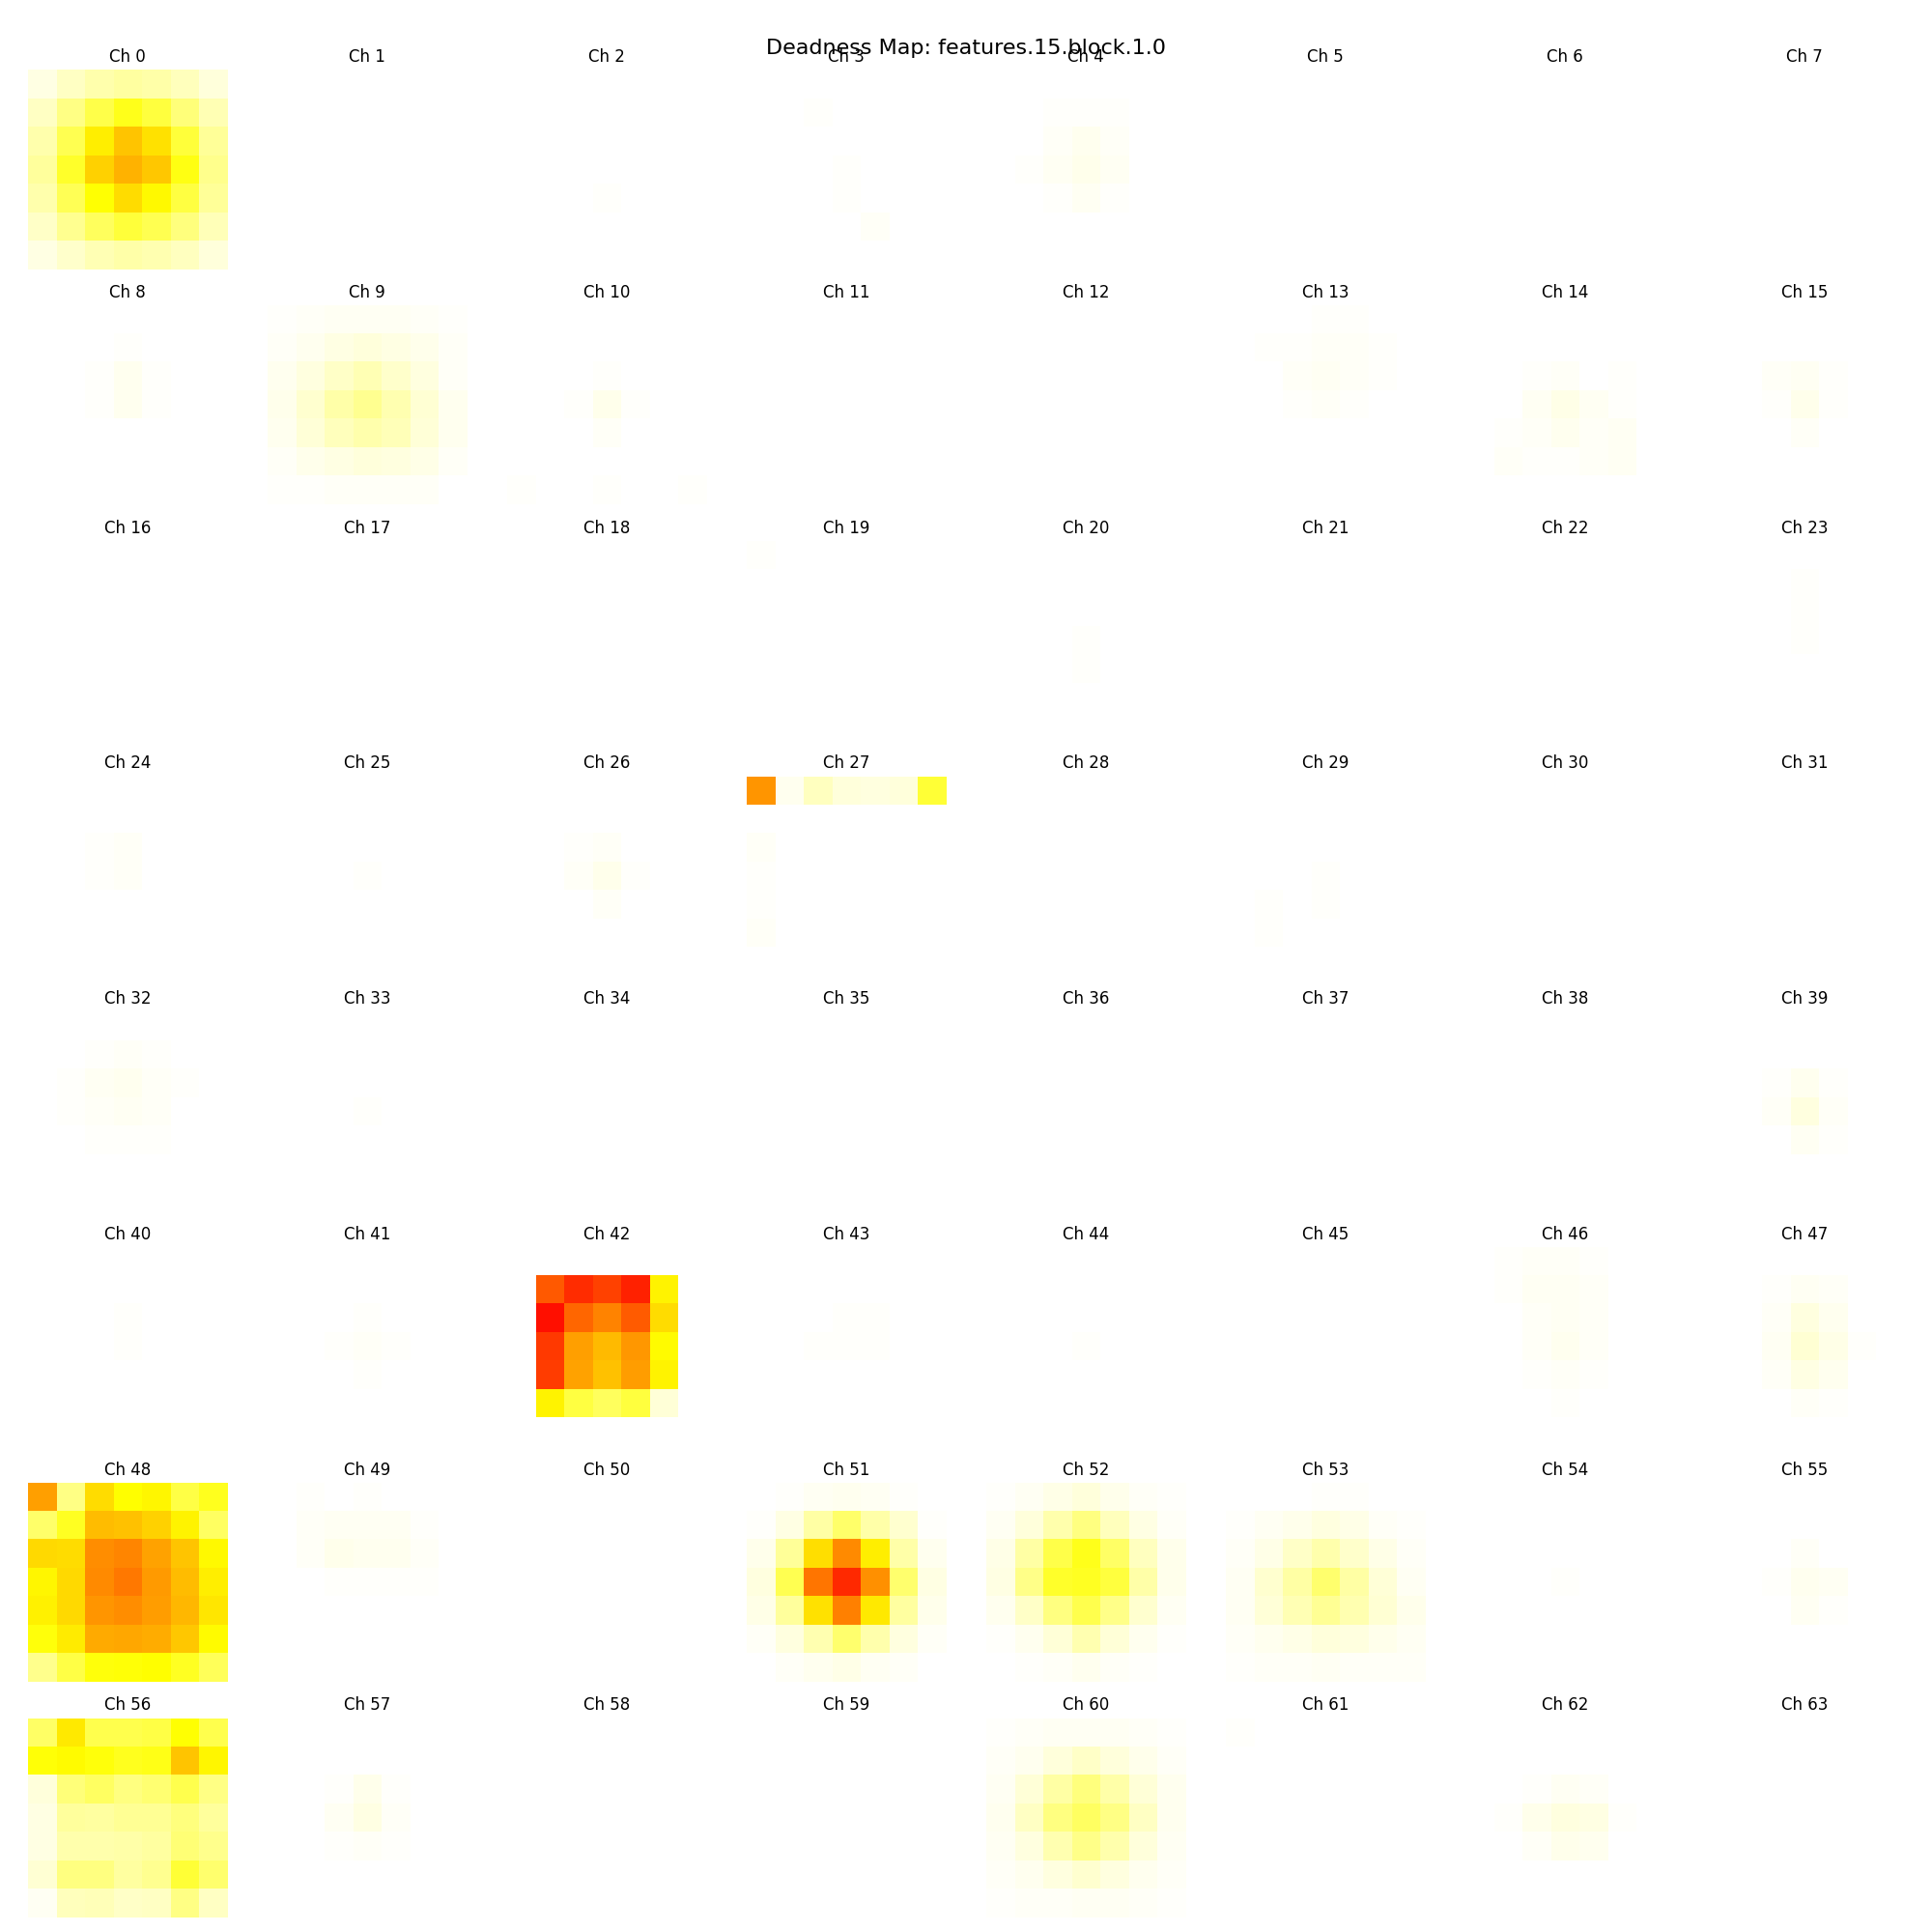 Deadness Map: features.15.block.1.0
Ch 0 Ch 1 Ch 2 Ch 3 Ch 4 Ch 5 Ch 6 Ch 7
Ch 8 Ch 9 Ch 10 Ch 11 Ch 12 Ch 13 Ch 14 Ch 15
Ch 16 Ch 17 Ch 18 Ch 19 Ch 20 Ch 21 Ch 22 Ch 23
Ch 24 Ch 25 Ch 26 Ch 27 Ch 28 Ch 29 Ch 30 Ch 31
Ch 32 Ch 33 Ch 34 Ch 35 Ch 36 Ch 37 Ch 38 Ch 39
Ch 40 Ch 41 Ch 42 Ch 43 Ch 44 Ch 45 Ch 46 Ch 47
Ch 48 Ch 49 Ch 50 Ch 51 Ch 52 Ch 53 Ch 54 Ch 55
Ch 56 Ch 57 Ch 58 Ch 59 Ch 60 Ch 61 Ch 62 Ch 63